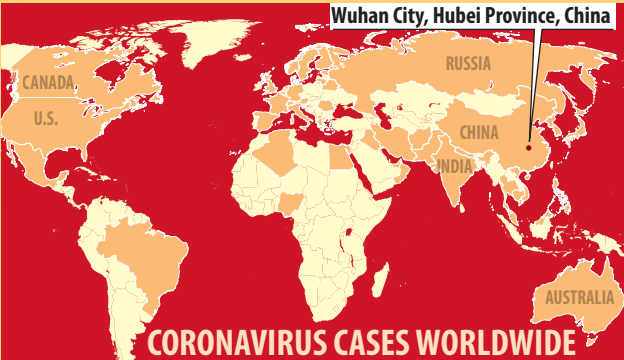 Wuhan City, Hubei Province, China
CANADA
RUSSIA
U.S.
CHINA
INDIA
AUSTRALIA
CORONAVIRUS CASES WORLDWIDE